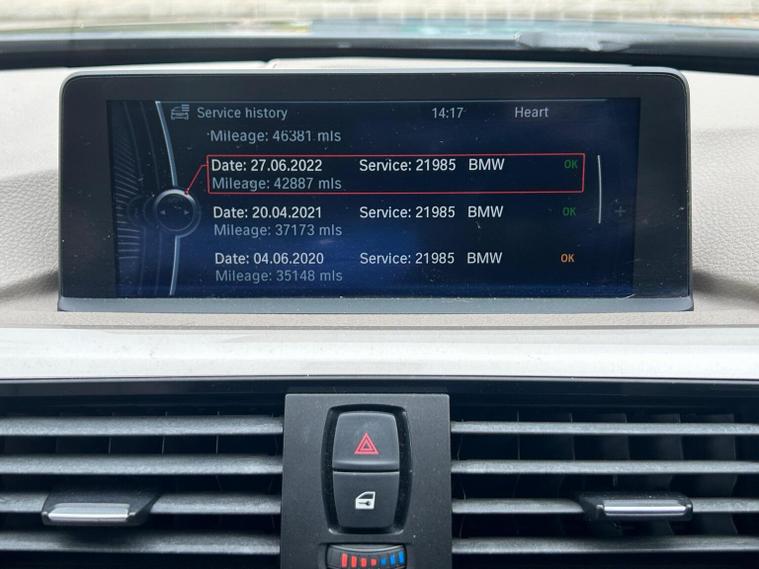 Service history 14:17 Heart
Mileage: 46381 mls
Date: 27.06.2022 Service: 21985 BMW OK
Mileage: 42887 mls
Date: 20.04.2021 Service: 21985 BMW OK
Mileage: 37173 mls
Date: 04.06.2020 Service: 21985 BMW OK
Mileage: 35148 mls